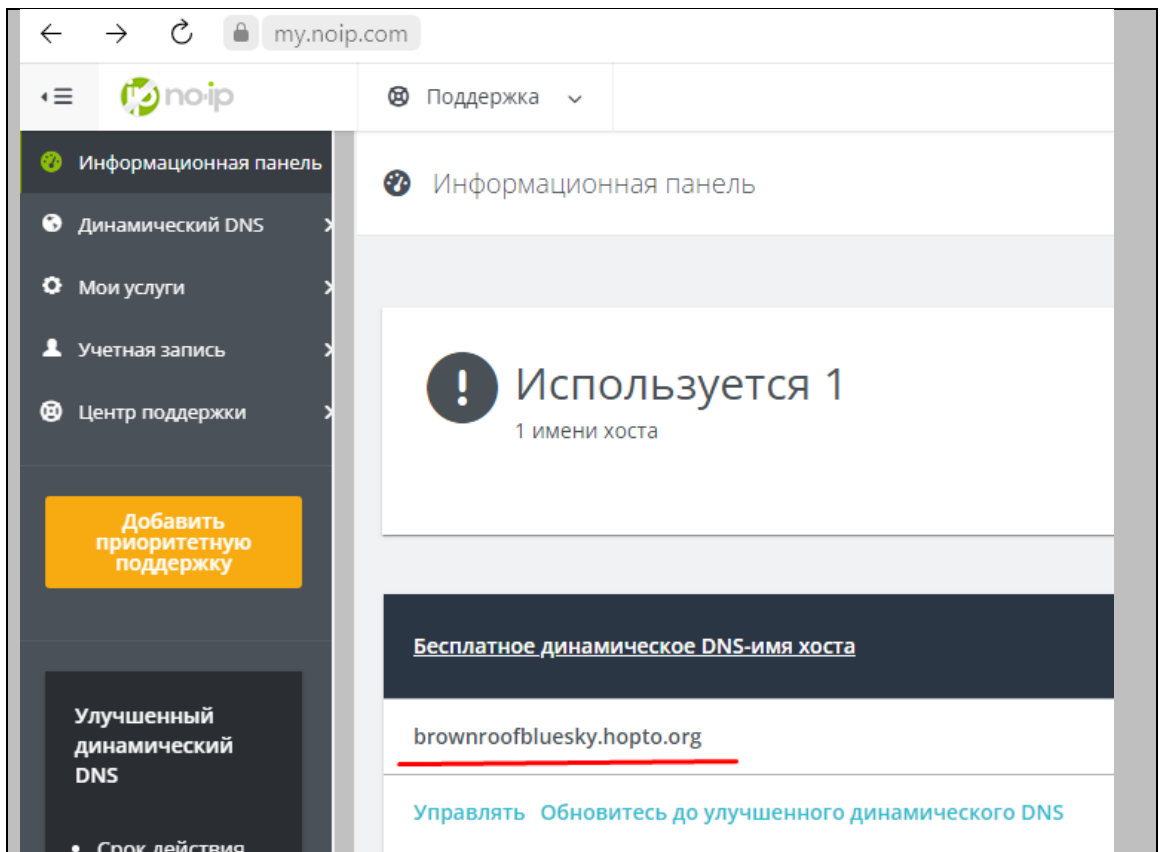 my.noip.com
no·ip
Поддержка
Информационная панель
Динамический DNS
Мои услуги
Учетная запись
Центр поддержки
Добавить
приоритетную
поддержку
Улучшенный
динамический
DNS
• Срок действия
Информационная панель
Используется 1
1 имени хоста
Бесплатное динамическое DNS-имя хоста
brownroofbluesky.hopto.org
Управлять Обновитесь до улучшенного динамического DNS